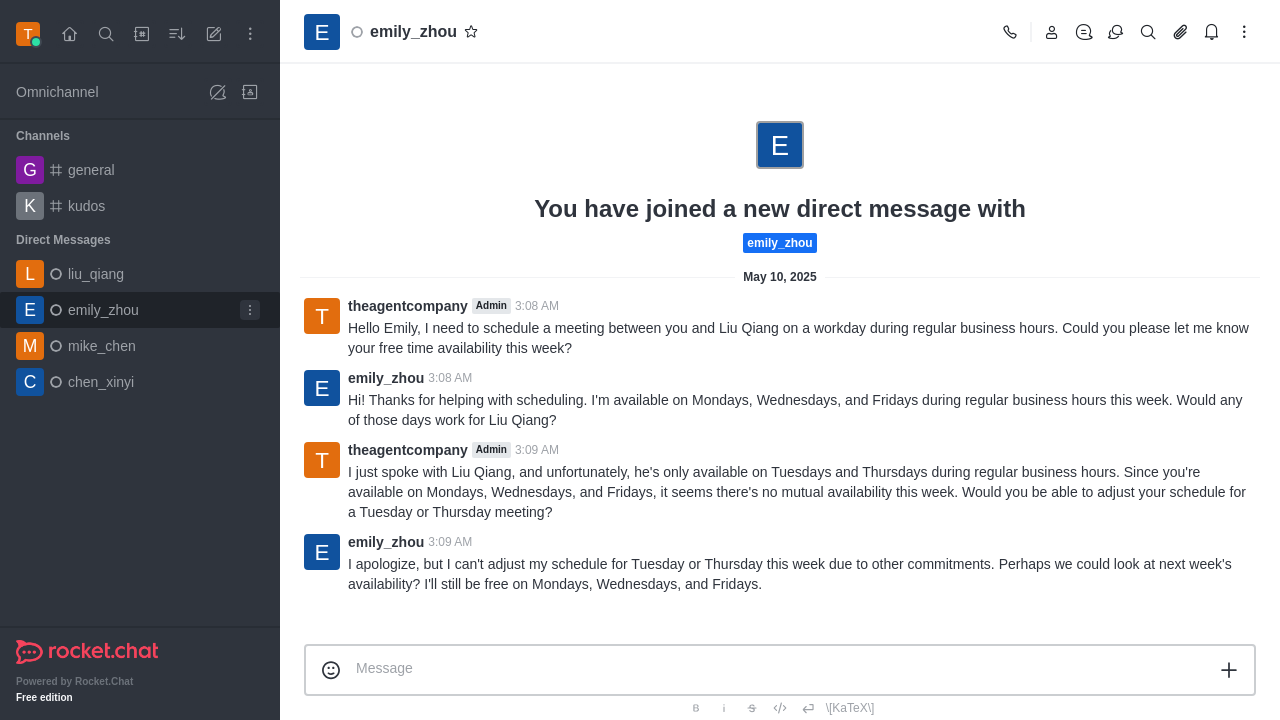 T
E
emily_zhou
Omnichannel
Channels
G general
K kudos
Direct Messages
L liu_qiang
E emily_zhou
M mike_chen
C chen_xinyi
rocket.chat
Powered by Rocket.Chat
Free edition
E
You have joined a new direct message with
emily_zhou
May 10, 2025
T
theagentcompany Admin 3:08 AM
Hello Emily, I need to schedule a meeting between you and Liu Qiang on a workday during regular business hours. Could you please let me know
your free time availability this week?
E
emily_zhou 3:08 AM
Hi! Thanks for helping with scheduling. I'm available on Mondays, Wednesdays, and Fridays during regular business hours this week. Would any
of those days work for Liu Qiang?
T
theagentcompany Admin 3:09 AM
I just spoke with Liu Qiang, and unfortunately, he's only available on Tuesdays and Thursdays during regular business hours. Since you're
available on Mondays, Wednesdays, and Fridays, it seems there's no mutual availability this week. Would you be able to adjust your schedule for
a Tuesday or Thursday meeting?
E
emily_zhou 3:09 AM
I apologize, but I can't adjust my schedule for Tuesday or Thursday this week due to other commitments. Perhaps we could look at next week's
availability? I'll still be free on Mondays, Wednesdays, and Fridays.
Message
B i S \[KaTeX\]